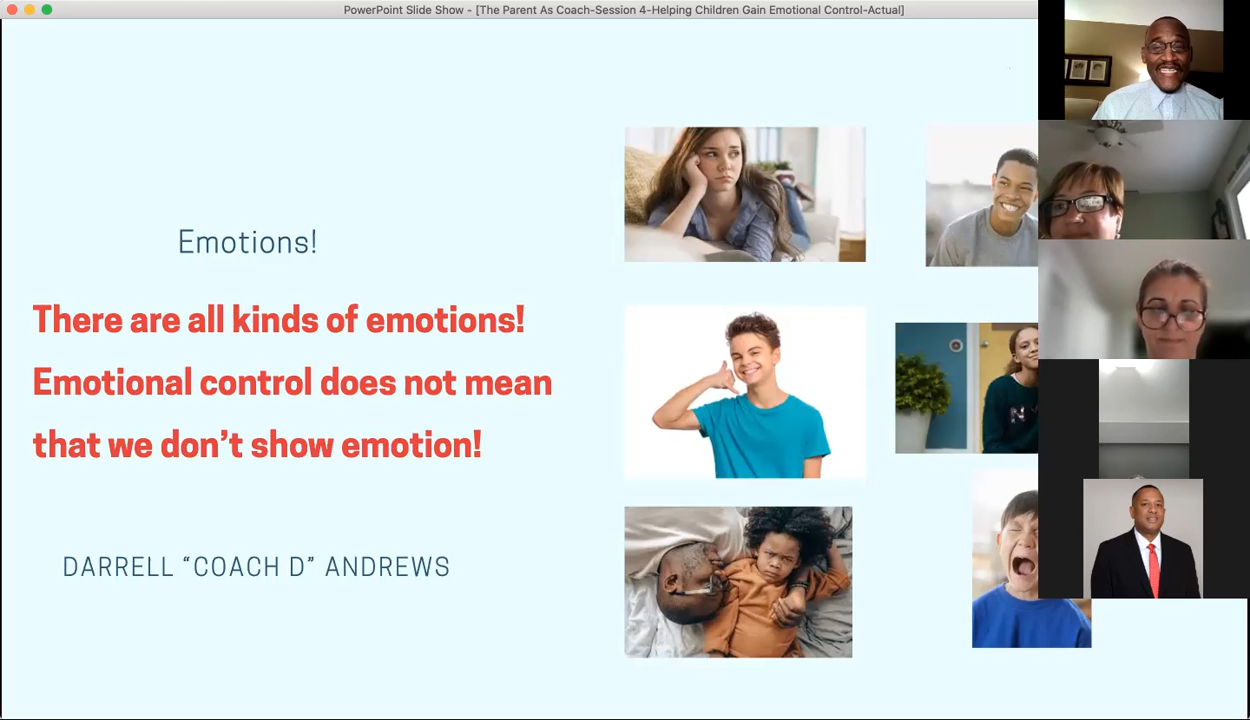 PowerPoint Slide Show - [The Parent As Coach-Session 4-Helping Children Gain Emotional Control-Actual]
Emotions!
There are all kinds of emotions!
Emotional control does not mean
that we don’t show emotion!
DARRELL “COACH D” ANDREWS